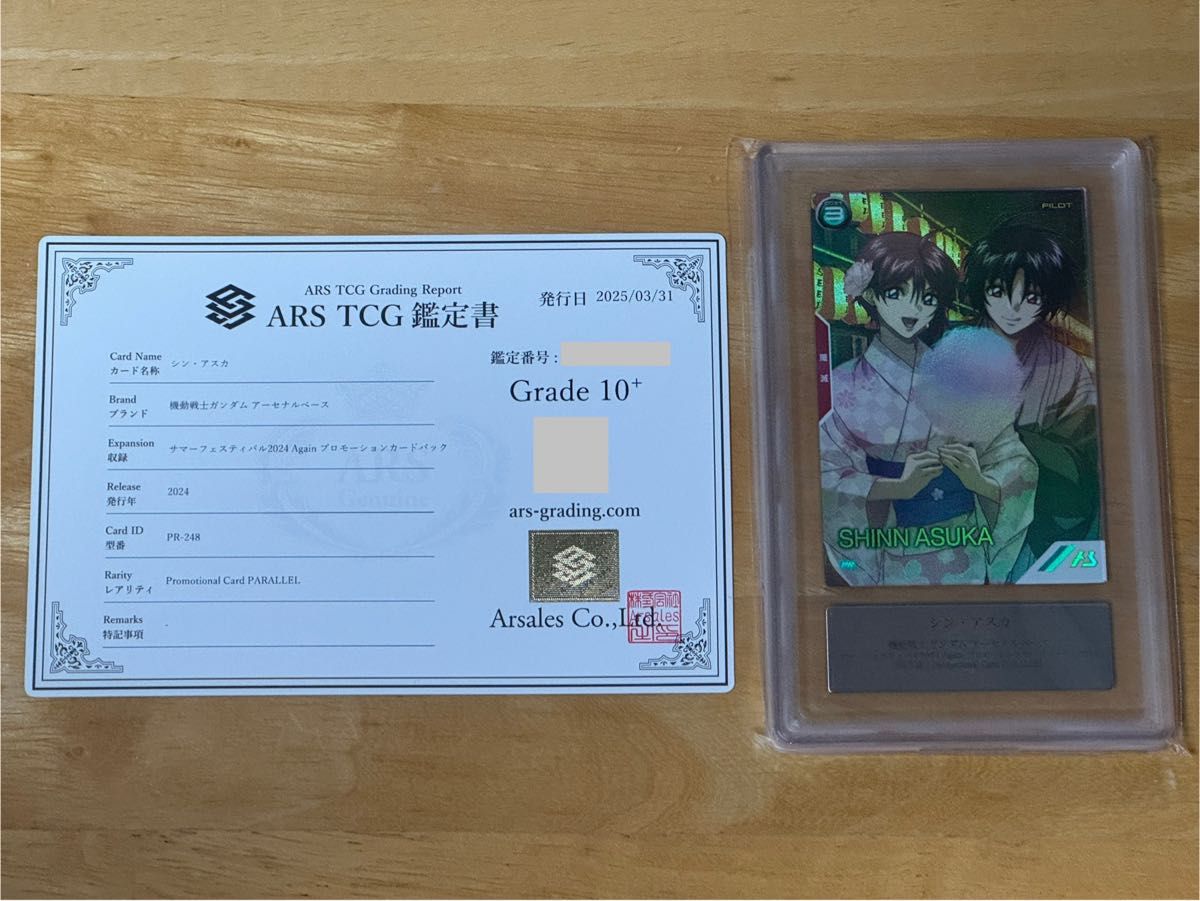 ARS TCG Grading Report
ARS TCG 鑑定書
発行日 2025/03/31
Card Name
カード名称
シン・アスカ
Brand
ブランド
機動戦士ガンダム アーセナルベース
Expansion
収録
サマーフェスティバル2024 Again プロモーションカードパック
Release
発行年
2024
Card ID
型番
PR-248
Rarity
レアリティ
Promotional Card PARALLEL
Remarks
特記事項
-
鑑定番号 :
Grade 10+
ars-grading.com
Arsales Co.,Ltd.
Arsales
ARS
Genuine
3
PILOT
殲滅
SHINN ASUKA
シン・アスカ
機動戦士ガンダム アーセナルベース